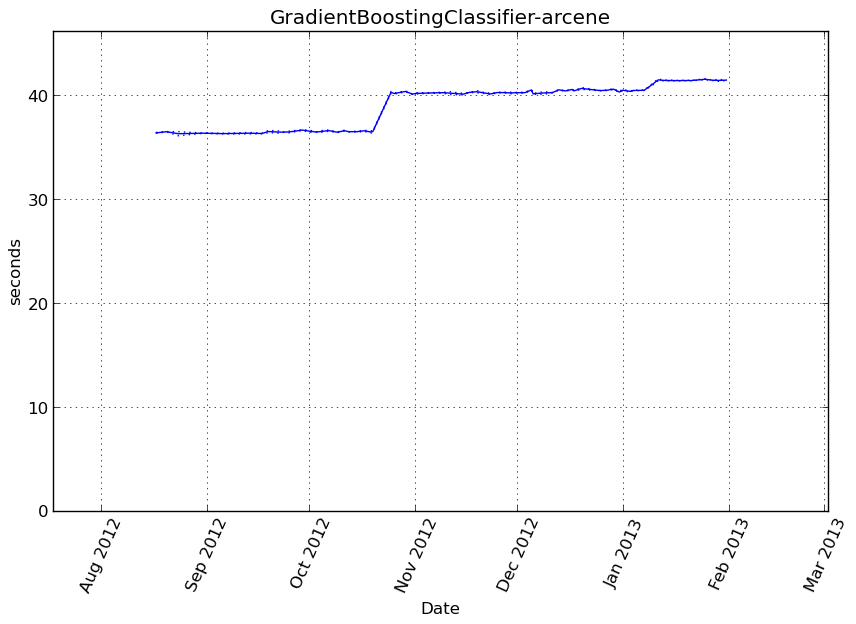 GradientBoostingClassifier-arcene
seconds
40
30
20
10
0
Aug 2012
Sep 2012
Oct 2012
Nov 2012
Dec 2012
Jan 2013
Feb 2013
Mar 2013
Date